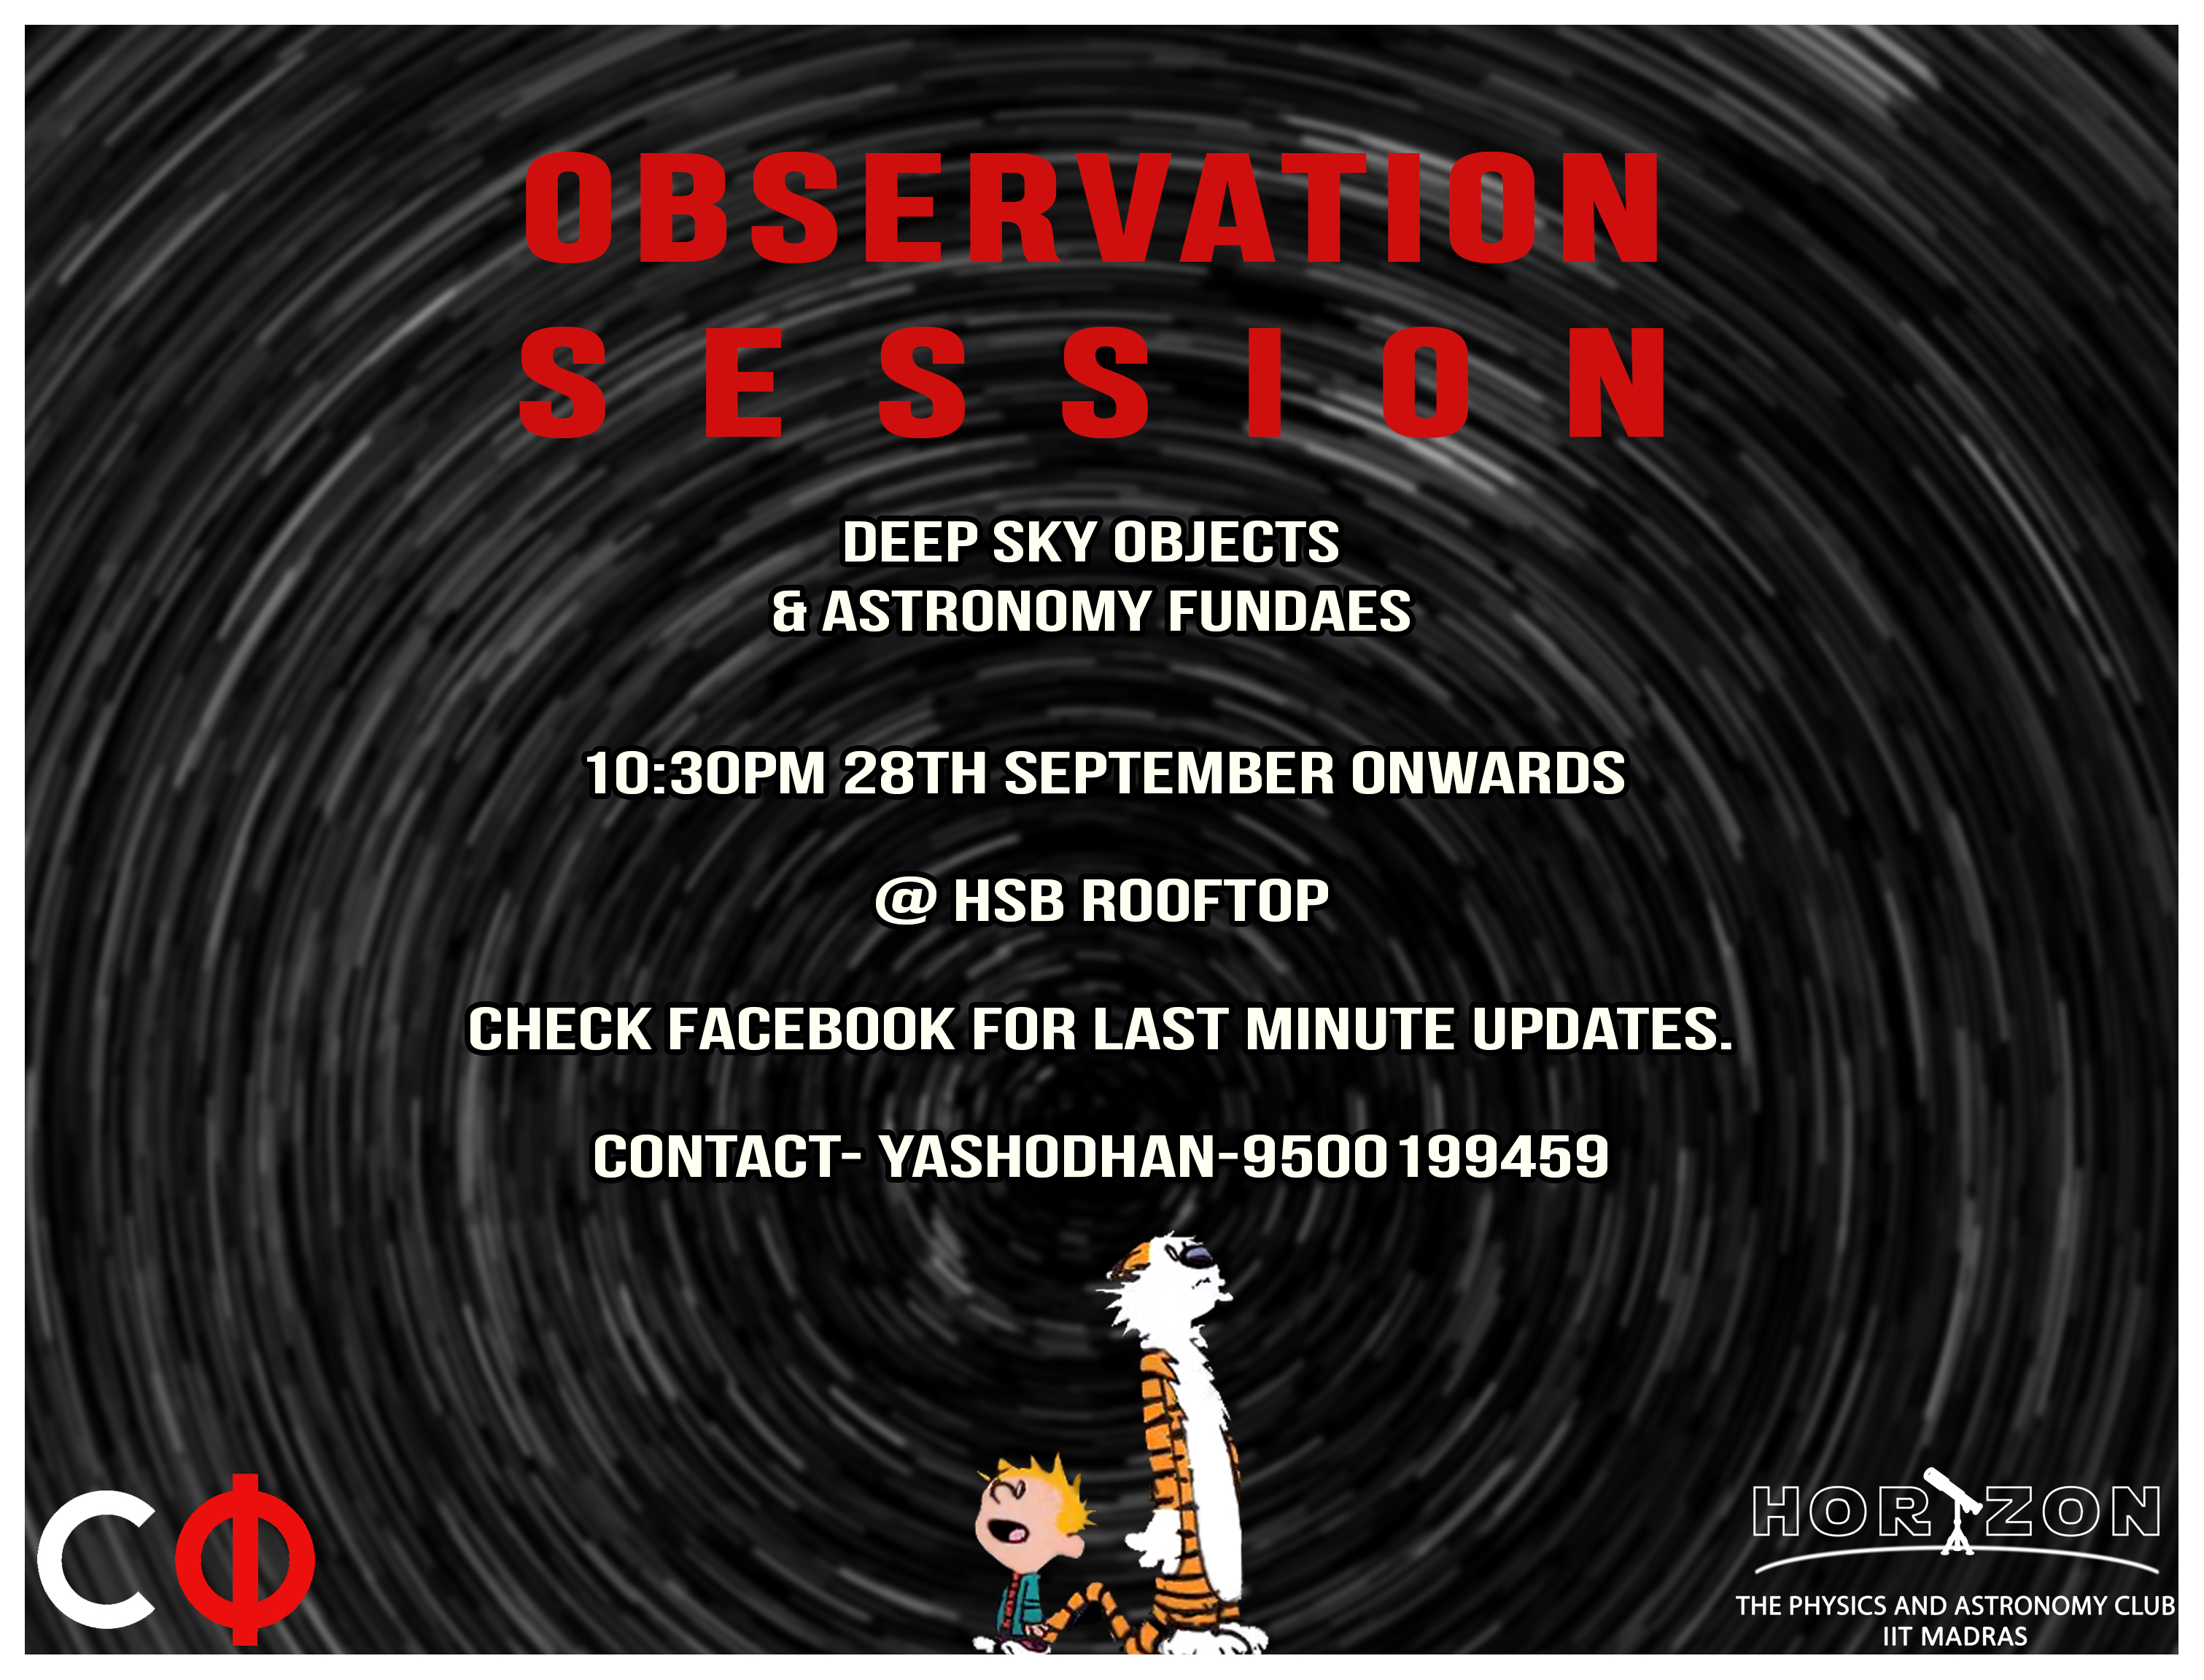 OBSERVATION
SESSION
DEEP SKY OBJECTS
& ASTRONOMY FUNDAES
10:30PM 28TH SEPTEMBER ONWARDS
@ HSB ROOFTOP
CHECK FACEBOOK FOR LAST MINUTE UPDATES.
CONTACT- YASHODHAN-9500199459
CΦ
HORIZON
THE PHYSICS AND ASTRONOMY CLUB
IIT MADRAS